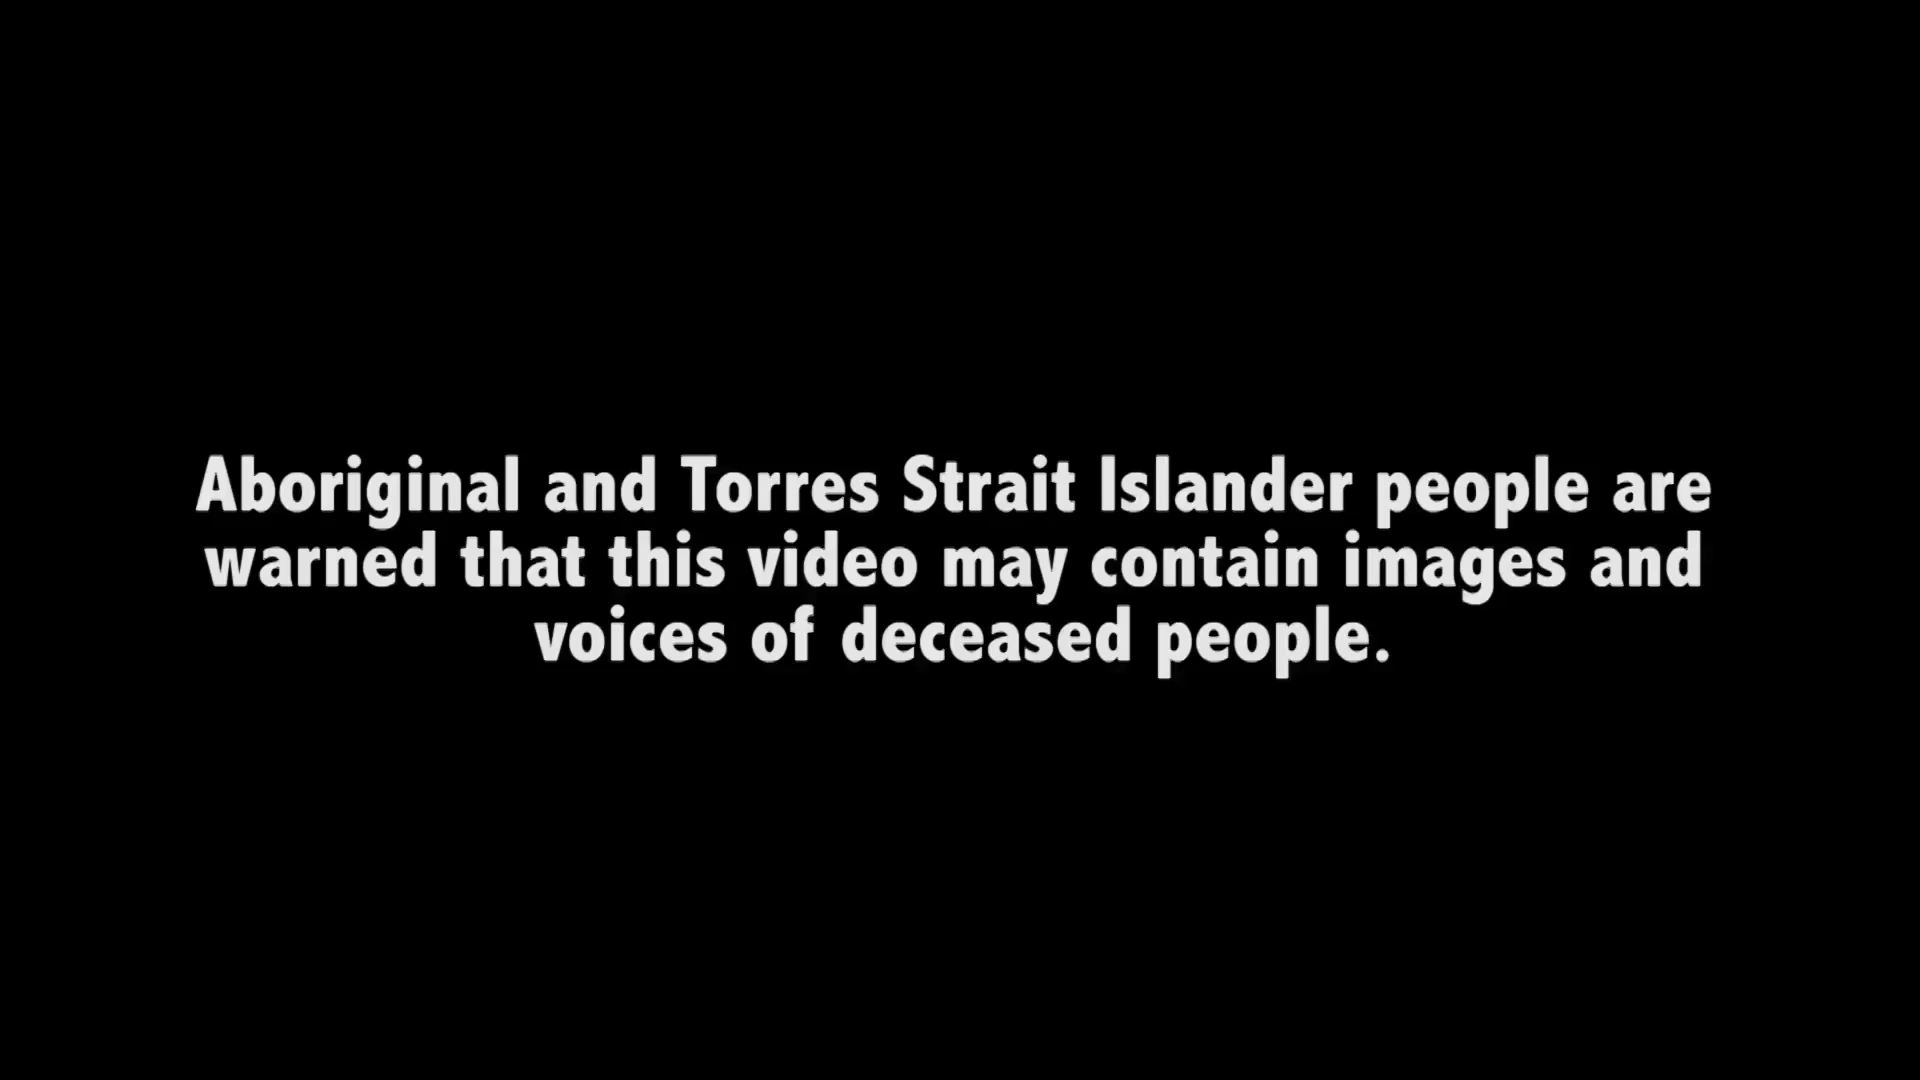 Aboriginal and Torres Strait Islander people are
warned that this video may contain images and
voices of deceased people.